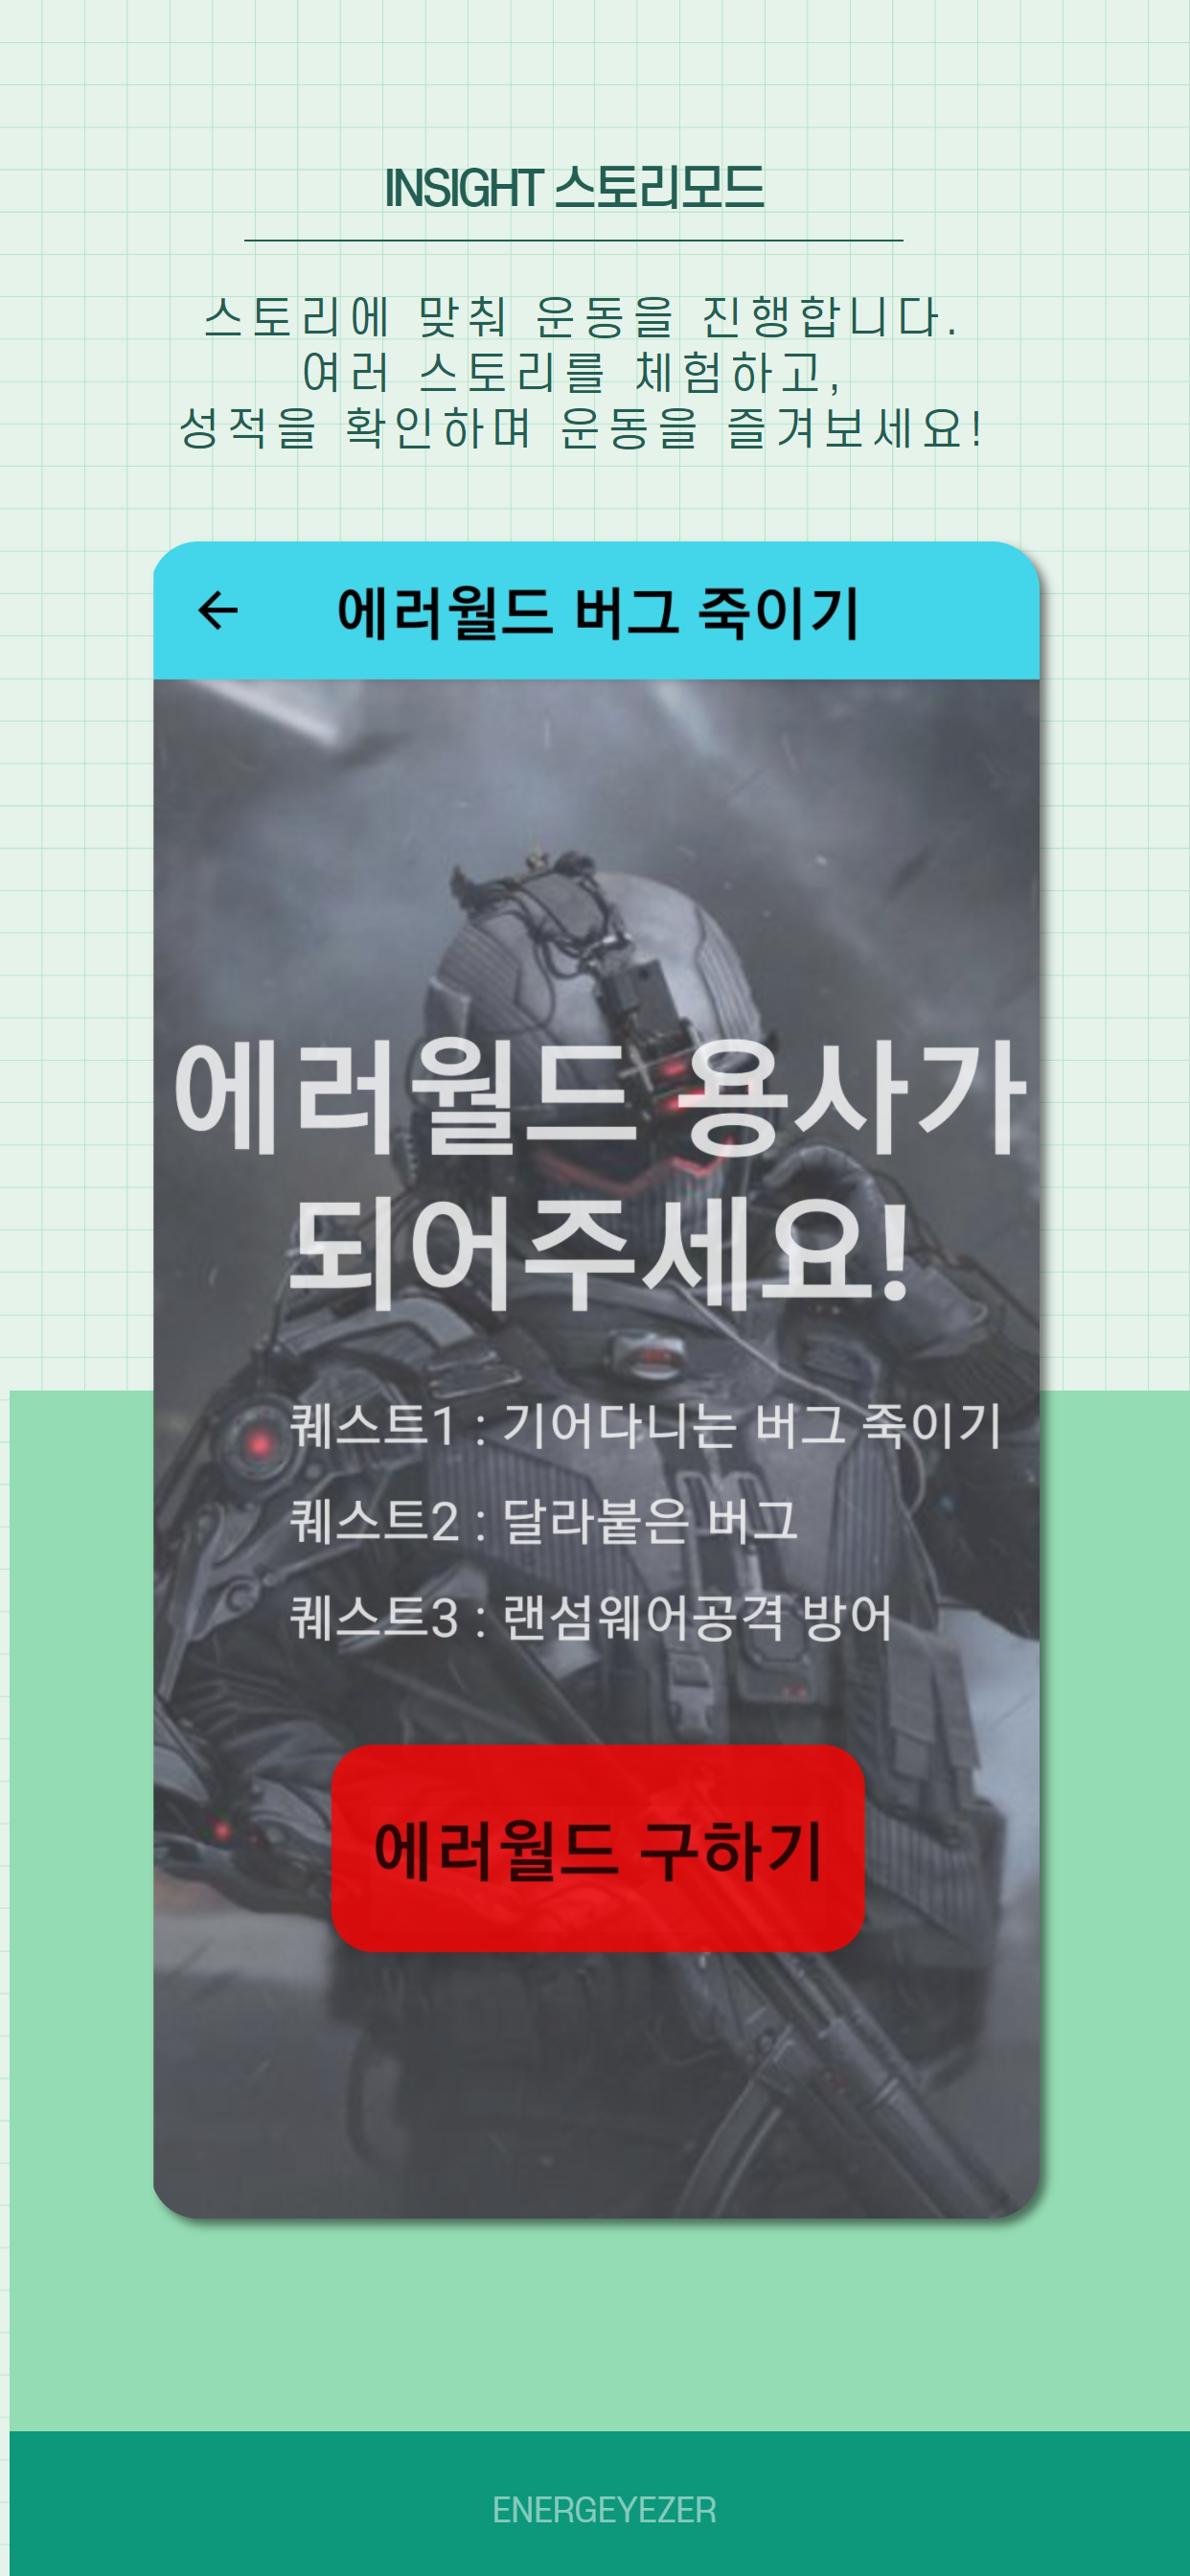 INSIGHT 스토리모드
스토리에 맞춰 운동을 진행합니다.
여러 스토리를 체험하고,
성적을 확인하며 운동을 즐겨보세요!
에러월드 버그 죽이기
에러월드 용사가
되어주세요!
퀘스트1 : 기어다니는 버그 죽이기
퀘스트2 : 달라붙은 버그
퀘스트3 : 랜섬웨어공격 방어
에러월드 구하기
ENERGEYEZER